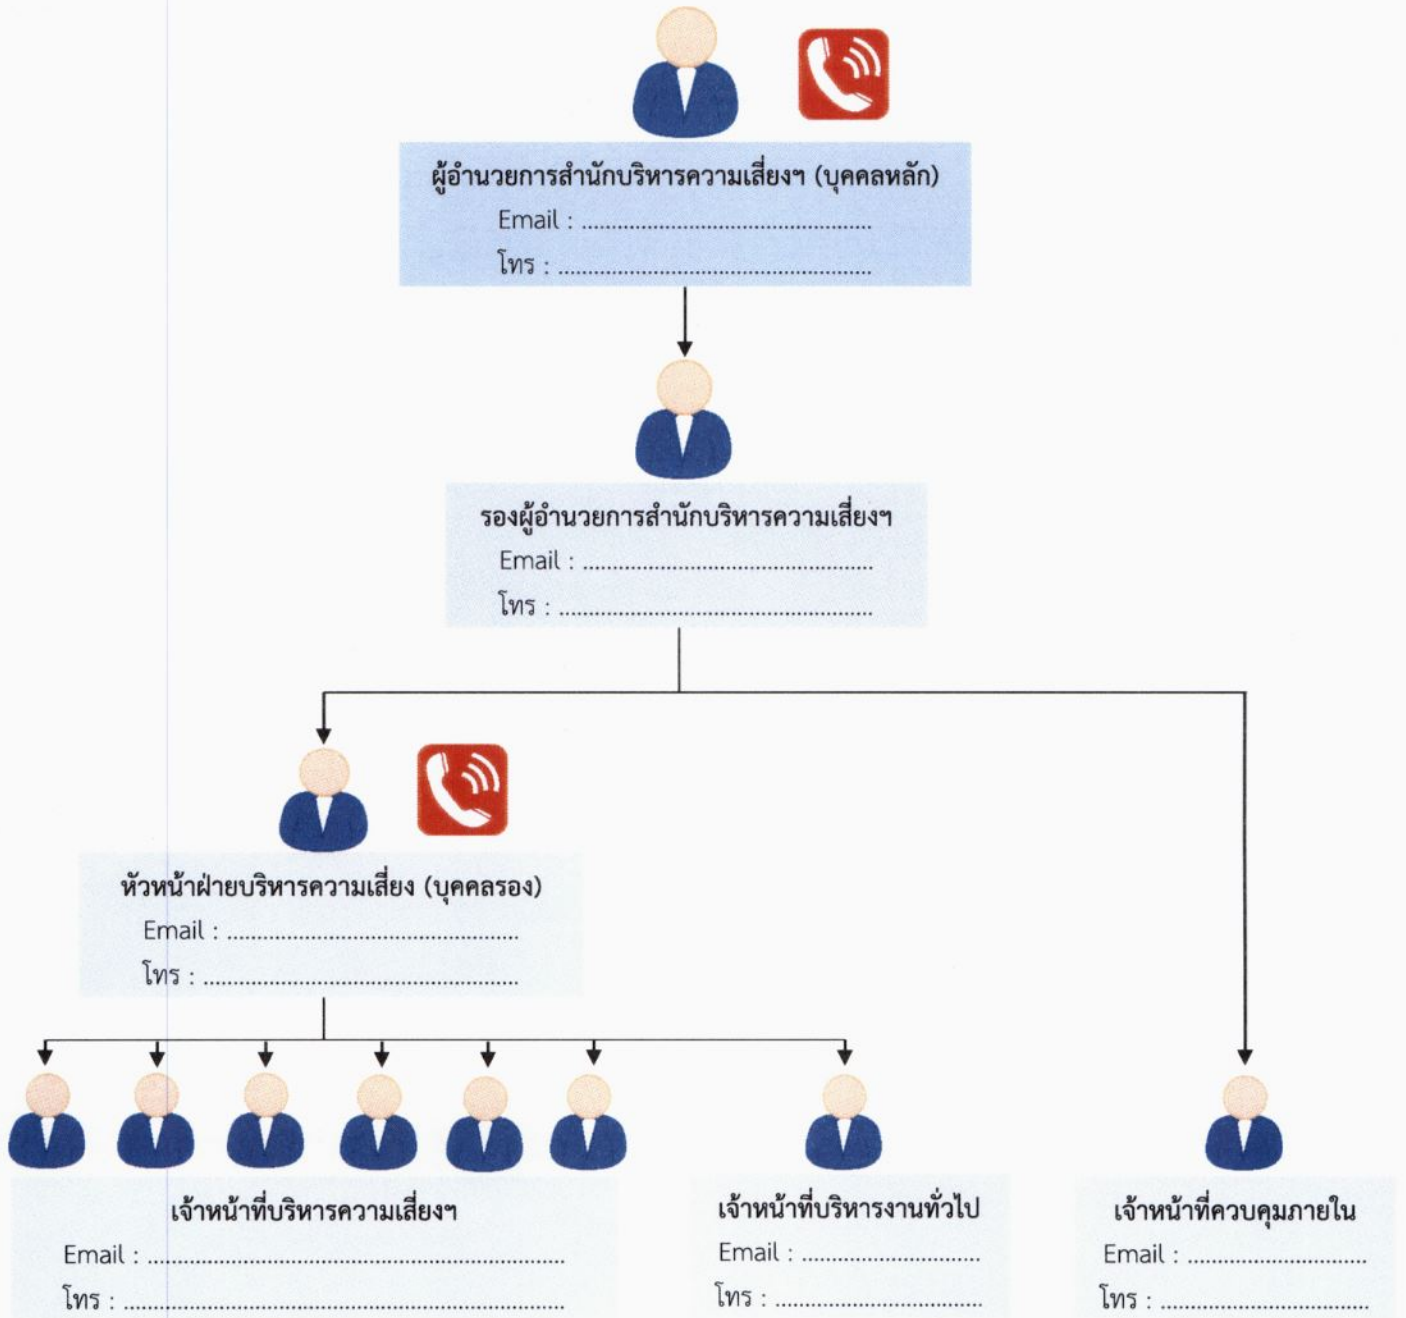 ผู้อำนวยการสำนักบริหารความเสี่ยงฯ (บุคคลหลัก)
Email : ................................................
โทร : ....................................................
รองผู้อำนวยการสำนักบริหารความเสี่ยงฯ
Email : ................................................
โทร : ....................................................
หัวหน้าฝ่ายบริหารความเสี่ยง (บุคคลรอง)
Email : ................................................
โทร : ....................................................
เจ้าหน้าที่บริหารความเสี่ยงฯ
Email : ......................................................................
โทร : ..........................................................................
เจ้าหน้าที่บริหารงานทั่วไป
Email : ..............................
โทร : ...................................
เจ้าหน้าที่ควบคุมภายใน
Email : ..............................
โทร : ...................................